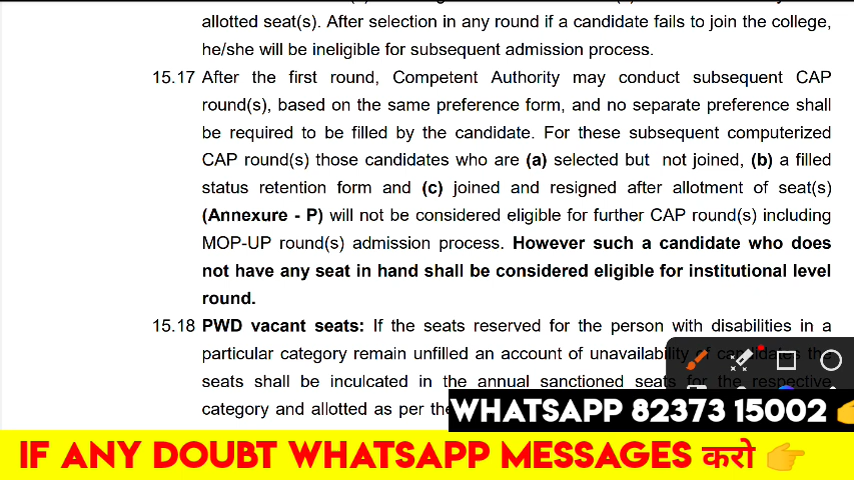 allotted seat(s). After selection in any round if a candidate fails to join the college,
he/she will be ineligible for subsequent admission process.
15.17 After the first round, Competent Authority may conduct subsequent CAP
round(s), based on the same preference form, and no separate preference shall
be required to be filled by the candidate. For these subsequent computerized
CAP round(s) those candidates who are (a) selected but not joined, (b) a filled
status retention form and (c) joined and resigned after allotment of seat(s)
(Annexure - P) will not be considered eligible for further CAP round(s) including
MOP-UP round(s) admission process. However such a candidate who does
not have any seat in hand shall be considered eligible for institutional level
round.
15.18 PWD vacant seats: If the seats reserved for the person with disabilities in a
particular category remain unfilled an account of unavailability of candidates the
seats shall be inculcated in the annual sanctioned seats for the respective
category and allotted as per the
WHATSAPP 82373 15002
IF ANY DOUBT WHATSAPP MESSAGES करो